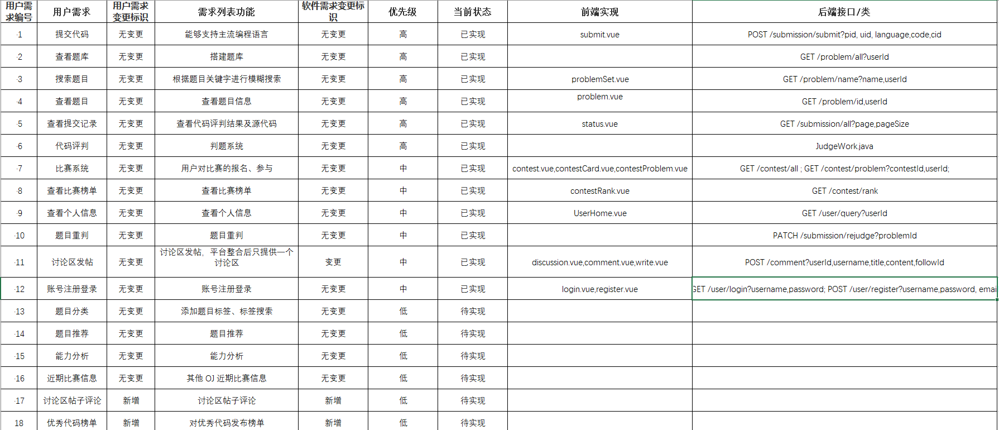 用户需求编号 用户需求 用户需求变更标识 需求列表功能 软件需求变更标识 优先级 当前状态 前端实现 后端接口/类
·1 提交代码 无变更 能够支持主流编程语言 无变更 高 已实现 submit.vue POST /submission/submit?pid, uid, language,code,cid
·2 查看题库 无变更 搭建题库 无变更 高 已实现 GET /problem/all?userId
·3 搜索题目 无变更 根据题目关键字进行模糊搜索 无变更 高 已实现 problemSet.vue GET /problem/name?name,userId
·4 查看题目 无变更 查看题目信息 无变更 高 已实现 problem.vue GET /problem/id,userId
·5 查看提交记录 无变更 查看代码评判结果及源代码 无变更 高 已实现 status.vue GET /submission/all?page,pageSize
·6 代码评判 无变更 判题系统 无变更 高 已实现 JudgeWork.java
·7 比赛系统 无变更 用户对比赛的报名、参与 无变更 中 已实现 contest.vue,contestCard.vue,contestProblem.vue GET /contest/all ; GET /contest/problem?contestId,userId;
·8 查看比赛榜单 无变更 查看比赛榜单 无变更 中 已实现 contestRank.vue GET /contest/rank
·9 查看个人信息 无变更 查看个人信息 无变更 中 已实现 UserHome.vue GET /user/query?userId
·10 题目重判 无变更 题目重判 无变更 中 已实现 PATCH /submission/rejudge?problemId
·11 讨论区发帖 无变更 讨论区发帖，平台整合后只提供一个讨论区 变更 中 已实现 discussion.vue,comment.vue,write.vue POST /comment?userId,username,title,content,followId
·12 账号注册登录 无变更 账号注册登录 无变更 中 已实现 login.vue,register.vue GET /user/login?username,password; POST /user/register?username,password, emai
·13 题目分类 无变更 添加题目标签、标签搜索 无变更 低 待实现
·14 题目推荐 无变更 题目推荐 无变更 低 待实现
·15 能力分析 无变更 能力分析 无变更 低 待实现
·16 近期比赛信息 无变更 其他 OJ 近期比赛信息 无变更 低 待实现
·17 讨论区帖子评论 新增 讨论区帖子评论 新增 低 待实现
18 优秀代码榜单 新增 对优秀代码发布榜单 新增 低 待实现